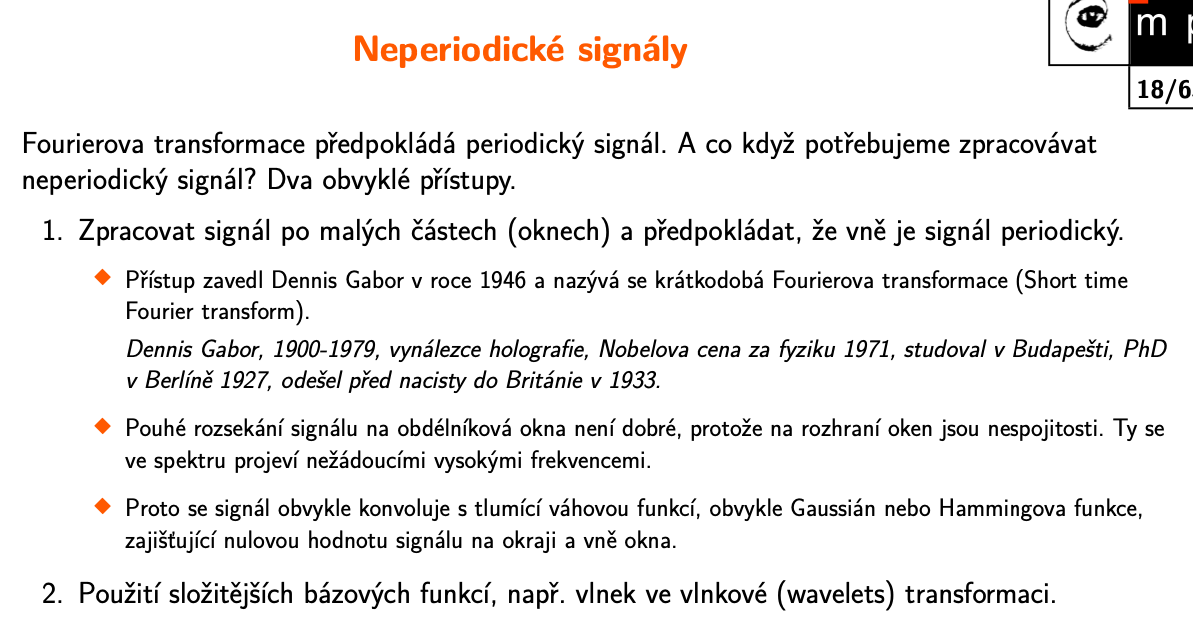 Neperiodické signály
m p
18/6
Fourierova transformace předpokládá periodický signál. A co když potřebujeme zpracovávat
neperiodický signál? Dva obvyklé přístupy.
1. Zpracovat signál po malých částech (oknech) a předpokládat, že vně je signál periodický.
Přístup zavedl Dennis Gabor v roce 1946 a nazývá se krátkodobá Fourierova transformace (Short time
Fourier transform).
Dennis Gabor, 1900-1979, vynálezce holografie, Nobelova cena za fyziku 1971, studoval v Budapešti, PhD
v Berlíně 1927, odešel před nacisty do Británie v 1933.
Pouhé rozsekání signálu na obdélníková okna není dobré, protože na rozhraní oken jsou nespojitosti. Ty se
ve spektru projeví nežádoucími vysokými frekvencemi.
Proto se signál obvykle konvoluje s tlumící váhovou funkcí, obvykle Gaussián nebo Hammingova funkce,
zajišťující nulovou hodnotu signálu na okraji a vně okna.
2. Použití složitějších bázových funkcí, např. vlnek ve vlnkové (wavelets) transformaci.